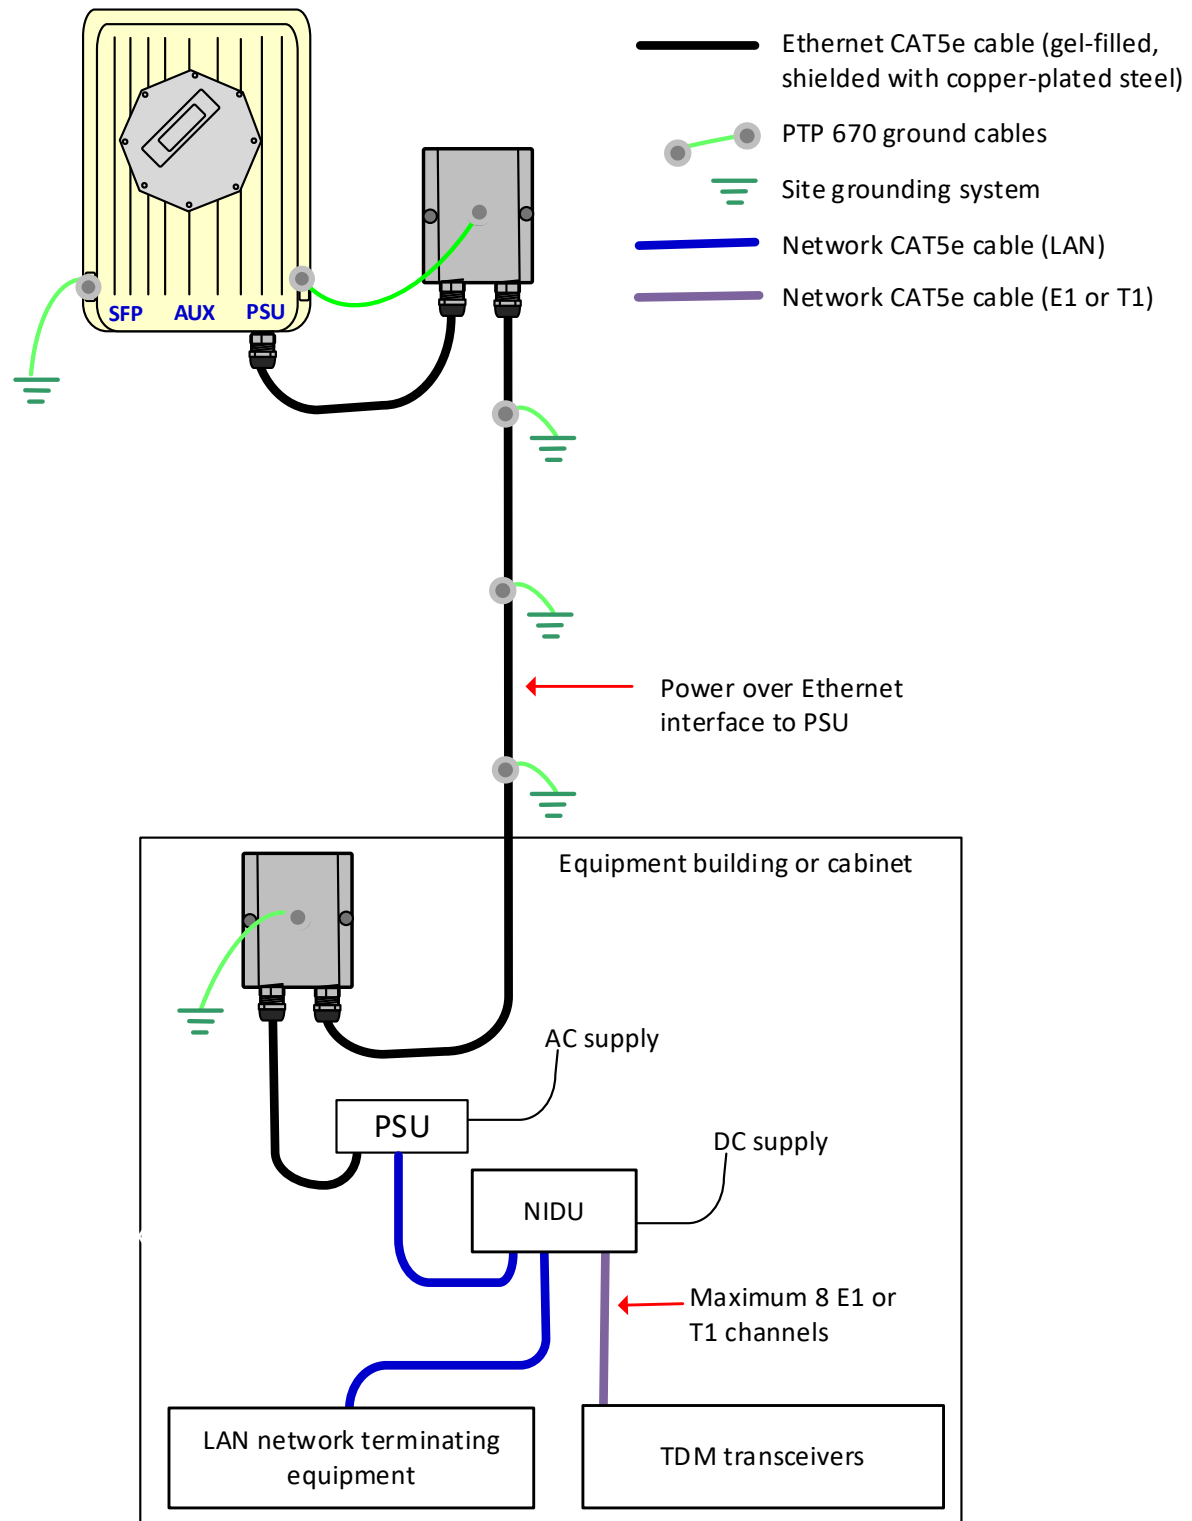 Ethernet CAT5e cable (gel-filled,
shielded with copper-plated steel)
PTP 670 ground cables
Site grounding system
Network CAT5e cable (LAN)
Network CAT5e cable (E1 or T1)
SFP AUX PSU
Power over Ethernet
interface to PSU
Equipment building or cabinet
AC supply
PSU
DC supply
NIDU
Maximum 8 E1 or
T1 channels
LAN network terminating
equipment
TDM transceivers